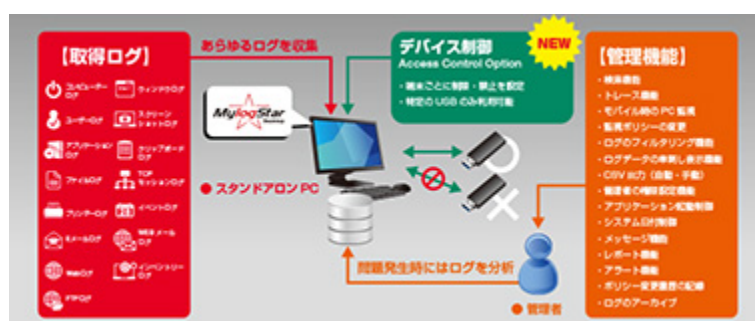 【取得ログ】
コンピューター
ログ
ウィンドウログ
ユーザーログ
スクリーン
ショットログ
アプリケーション
ログ
クリップボード
ログ
ファイルログ
TCP
セッションログ
プリンターログ
イベントログ
Eメールログ
WEBメール
ログ
Webログ
インベントリー
ログ
FTPログ
あらゆるログを収集
MylogStar
Desktop
● スタンドアロン PC
デバイス制御
Access Control Option
・端末ごとに制限・禁止を設定
・特定の USB のみ利用可能
NEW
問題発生時にはログを分析
● 管理者
【管理機能】
・検索機能
・トレース機能
・モバイル時の PC 監視
・監視ポリシーの変更
・ログのフィルタリング機能
・ログデータの串刺し表示機能
・CSV 出力（自動・手動）
・管理者の権限設定機能
・アプリケーション起動制御
・システム日付制御
・メッセージ機能
・レポート機能
・アラート機能
・ポリシー変更履歴の記録
・ログのアーカイブ